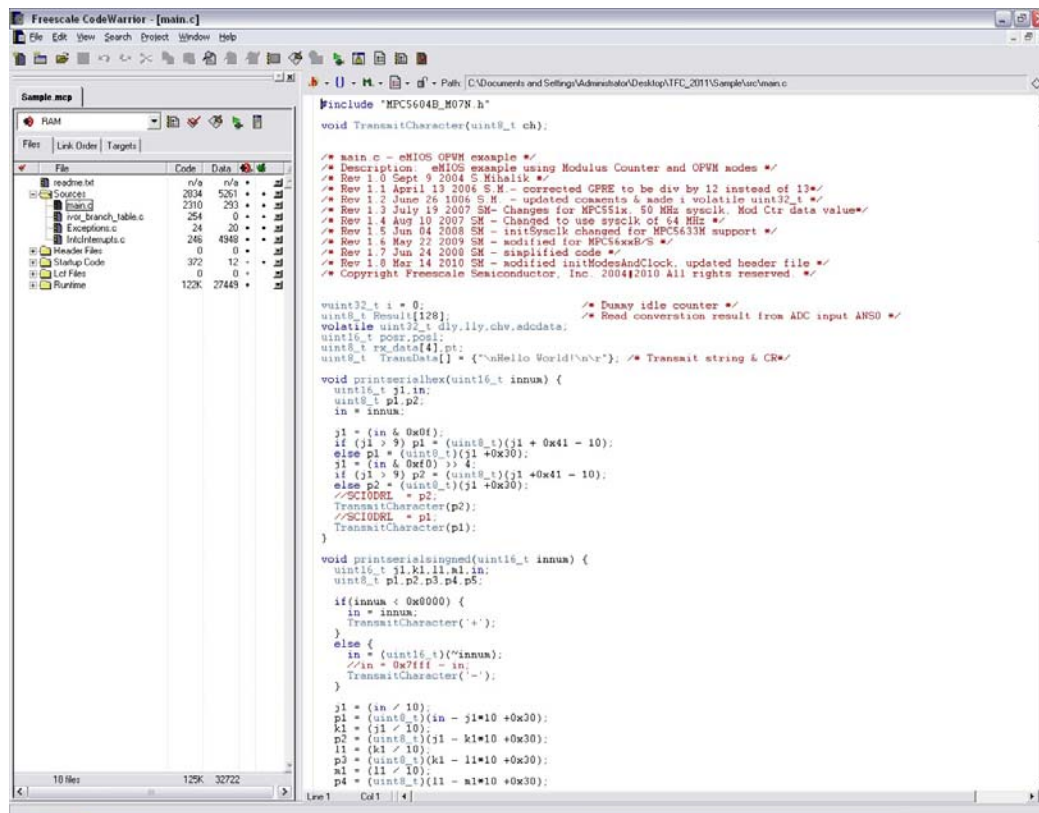 Freescale CodeWarrior - [main.c]
File Edit View Search Project Window Help
Path: C:\Documents and Settings\Administrator\Desktop\TFC_2011\Sample\src\main.c
Sample.mcp
RAM
Files Link Order Targets
File Code Data
readme.txt n/a n/a
Sources 2834 5261
main.c 2310 293
ivor_branch_table.c 254 0
Exceptions.c 24 20
IntcInterrupts.c 246 4948
Header Files 0 0
Startup Code 372 12
Lcf Files 0 0
Runtime 122K 27449
18 files 125K 32722
#include "MPC5604B_M07N.h"
void TransmitCharacter(uint8_t ch);
/* main.c - eMIOS OPWM example */
/* Description: eMIOS example using Modulus Counter and OPWM modes */
/* Rev 1.0 Sept 9 2004 S.Mihalik */
/* Rev 1.1 April 13 2006 S.M.- corrected GPRE to be div by 12 instead of 13*/
/* Rev 1.2 June 26 1006 S.M. - updated comments & made i volatile uint32_t */
/* Rev 1.3 July 19 2007 SM- Changes for MPC551x, 50 MHz sysclk, Mod Ctr data value*/
/* Rev 1.4 Aug 10 2007 SM - Changed to use sysclk of 64 MHz */
/* Rev 1.5 Jun 04 2008 SM - initSysclk changed for MPC5633M support */
/* Rev 1.6 May 22 2009 SM - modified for MPC56xxB/S */
/* Rev 1.7 Jun 24 2008 SM - simplified code */
/* Rev 1.8 Mar 14 2010 SM - modified initModesAndClock, updated header file */
/* Copyright Freescale Semiconductor, Inc. 2004 2010 All rights reserved. */
vuint32_t i = 0; /* Dummy idle counter */
uint8_t Result[128]; /* Read converstion result from ADC input ANS0 */
volatile uint32_t dly,lly,chw,adcdata;
uint16_t posr,posl;
uint8_t rx_data[4],pt;
uint8_t TransData[] = {"\nHello World!\n\r"}; /* Transmit string & CR*/
void printserialhex(uint16_t innum) {
uint16_t j1,in;
uint8_t p1,p2;
in = innum;
j1 = (in & 0x0f);
if (j1 > 9) p1 = (uint8_t)(j1 + 0x41 - 10);
else p1 = (uint8_t)(j1 +0x30);
j1 = (in & 0xf0) >> 4;
if (j1 > 9) p2 = (uint8_t)(j1 +0x41 - 10);
else p2 = (uint8_t)(j1 +0x30);
//SCI0DRL = p2;
TransmitCharacter(p2);
//SCI0DRL = p1;
TransmitCharacter(p1);
}
void printserialsingned(uint16_t innum) {
uint16_t j1,k1,l1,m1,in;
uint8_t p1,p2,p3,p4,p5;
if(innum < 0x8000) {
in = innum;
TransmitCharacter('+');
}
else {
in = (uint16_t)(~innum);
//in = 0x7fff - in;
TransmitCharacter('-');
}
j1 = (in / 10);
p1 = (uint8_t)(in - j1*10 +0x30);
k1 = (j1 / 10);
p2 = (uint8_t)(j1 - k1*10 +0x30);
l1 = (k1 / 10);
p3 = (uint8_t)(k1 - l1*10 +0x30);
m1 = (l1 / 10);
p4 = (uint8_t)(l1 - m1*10 +0x30);
Line 1 Col 1